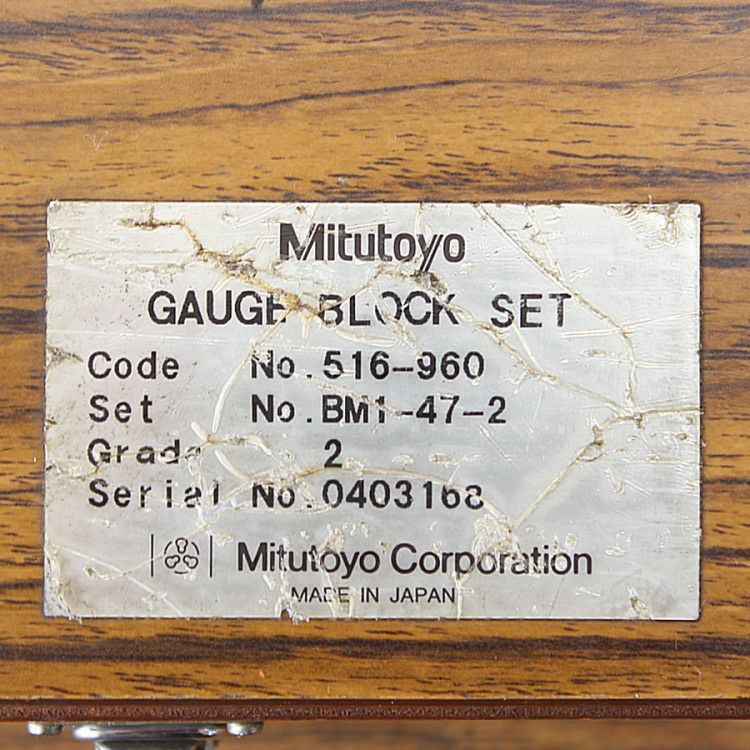 Mitutoyo
GAUGE BLOCK SET
Code No.516-960
Set No.BM1-47-2
Grade 2
Serial No.
Mitutoyo Corporation
MADE IN JAPAN